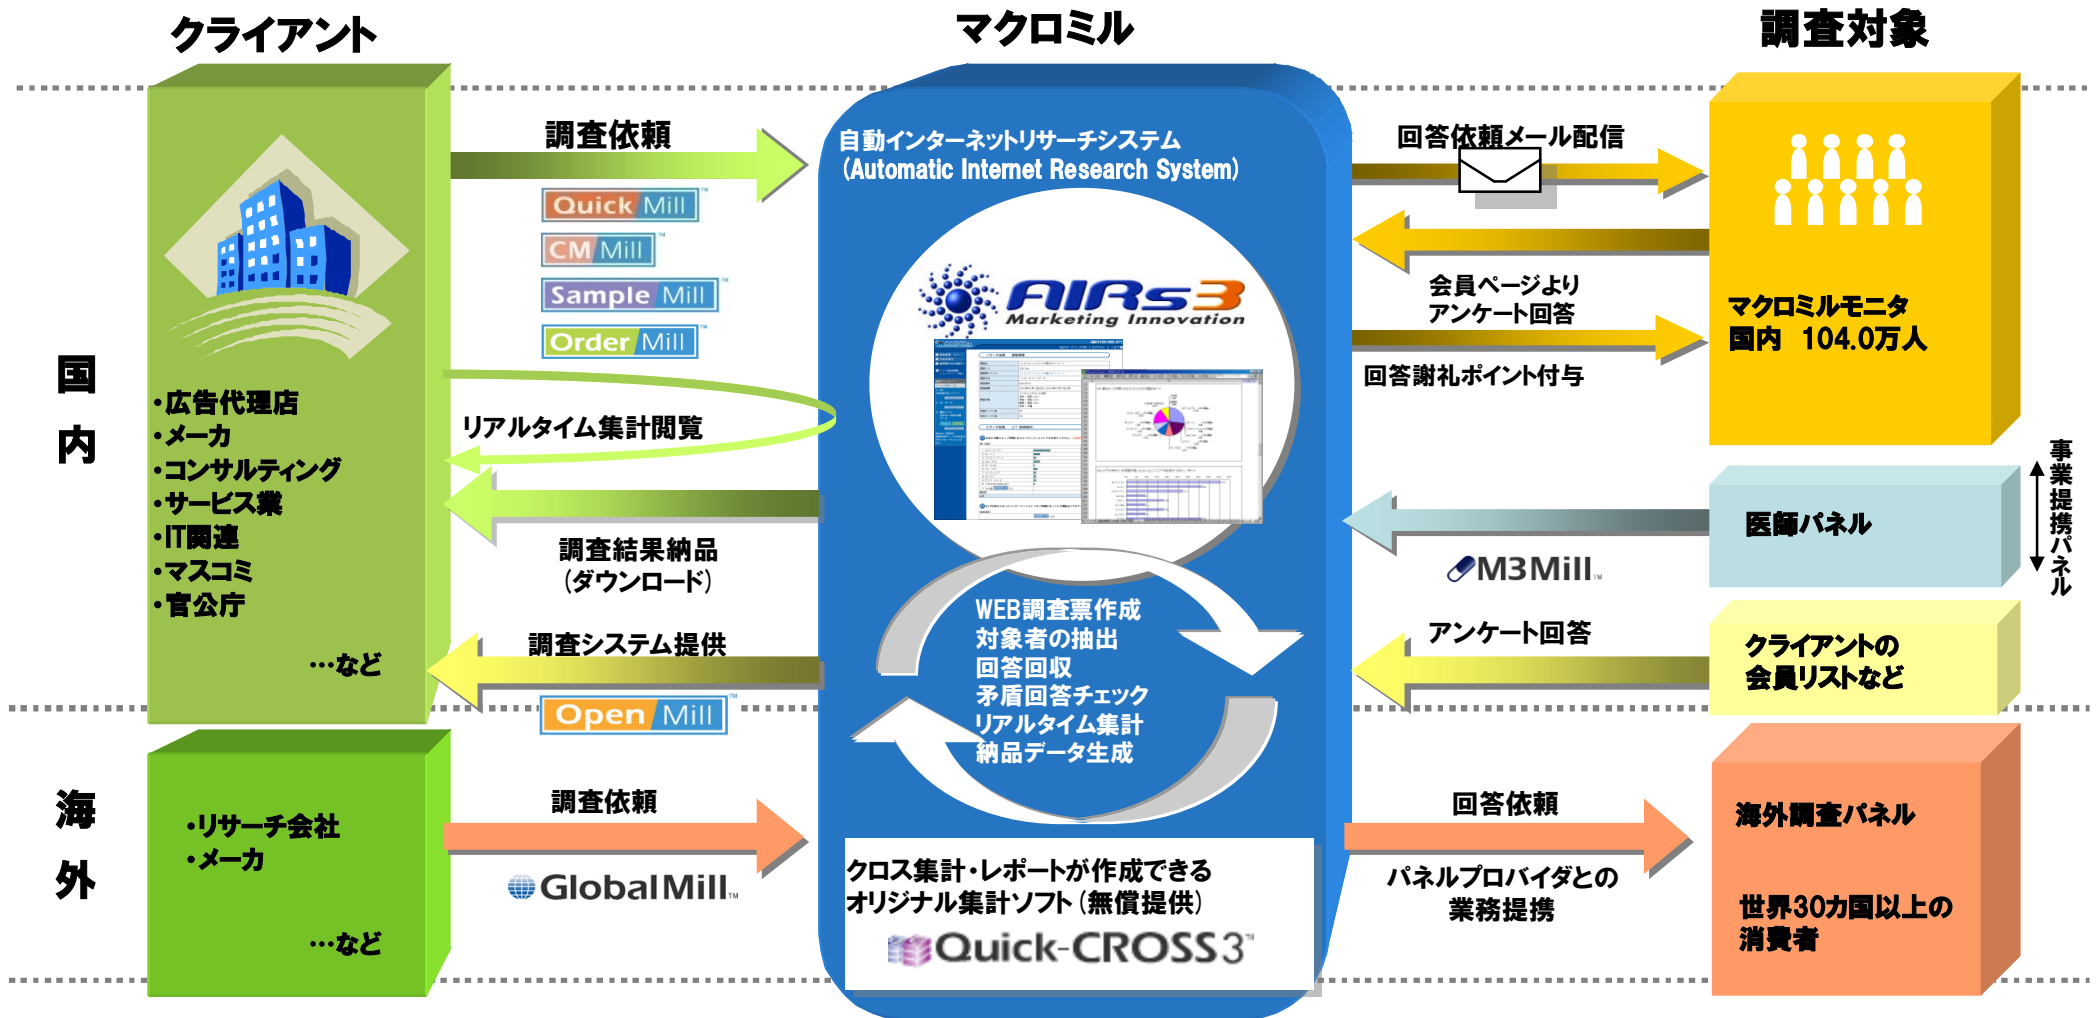 クライアント
マクロミル
調査対象
国内
海外
・広告代理店
・メーカ
・コンサルティング
・サービス業
・IT関連
・マスコミ
・官公庁
…など
・リサーチ会社
・メーカ
…など
調査依頼
Quick Mill™
CM Mill™
Sample Mill™
Order Mill™
リアルタイム集計閲覧
調査結果納品
(ダウンロード)
調査システム提供
Open Mill™
調査依頼
GlobalMill™
自動インターネットリサーチシステム
(Automatic Internet Research System)
AIRs3
Marketing Innovation
WEB調査票作成
対象者の抽出
回答回収
矛盾回答チェック
リアルタイム集計
納品データ生成
クロス集計・レポートが作成できる
オリジナル集計ソフト(無償提供)
Quick-CROSS3™
回答依頼メール配信
会員ページより
アンケート回答
回答謝礼ポイント付与
M3Mill™
アンケート回答
回答依頼
パネルプロバイダとの
業務提携
マクロミルモニタ
国内 104.0万人
医師パネル
事業提携パネル
クライアントの
会員リストなど
海外調査パネル
世界30カ国以上の
消費者